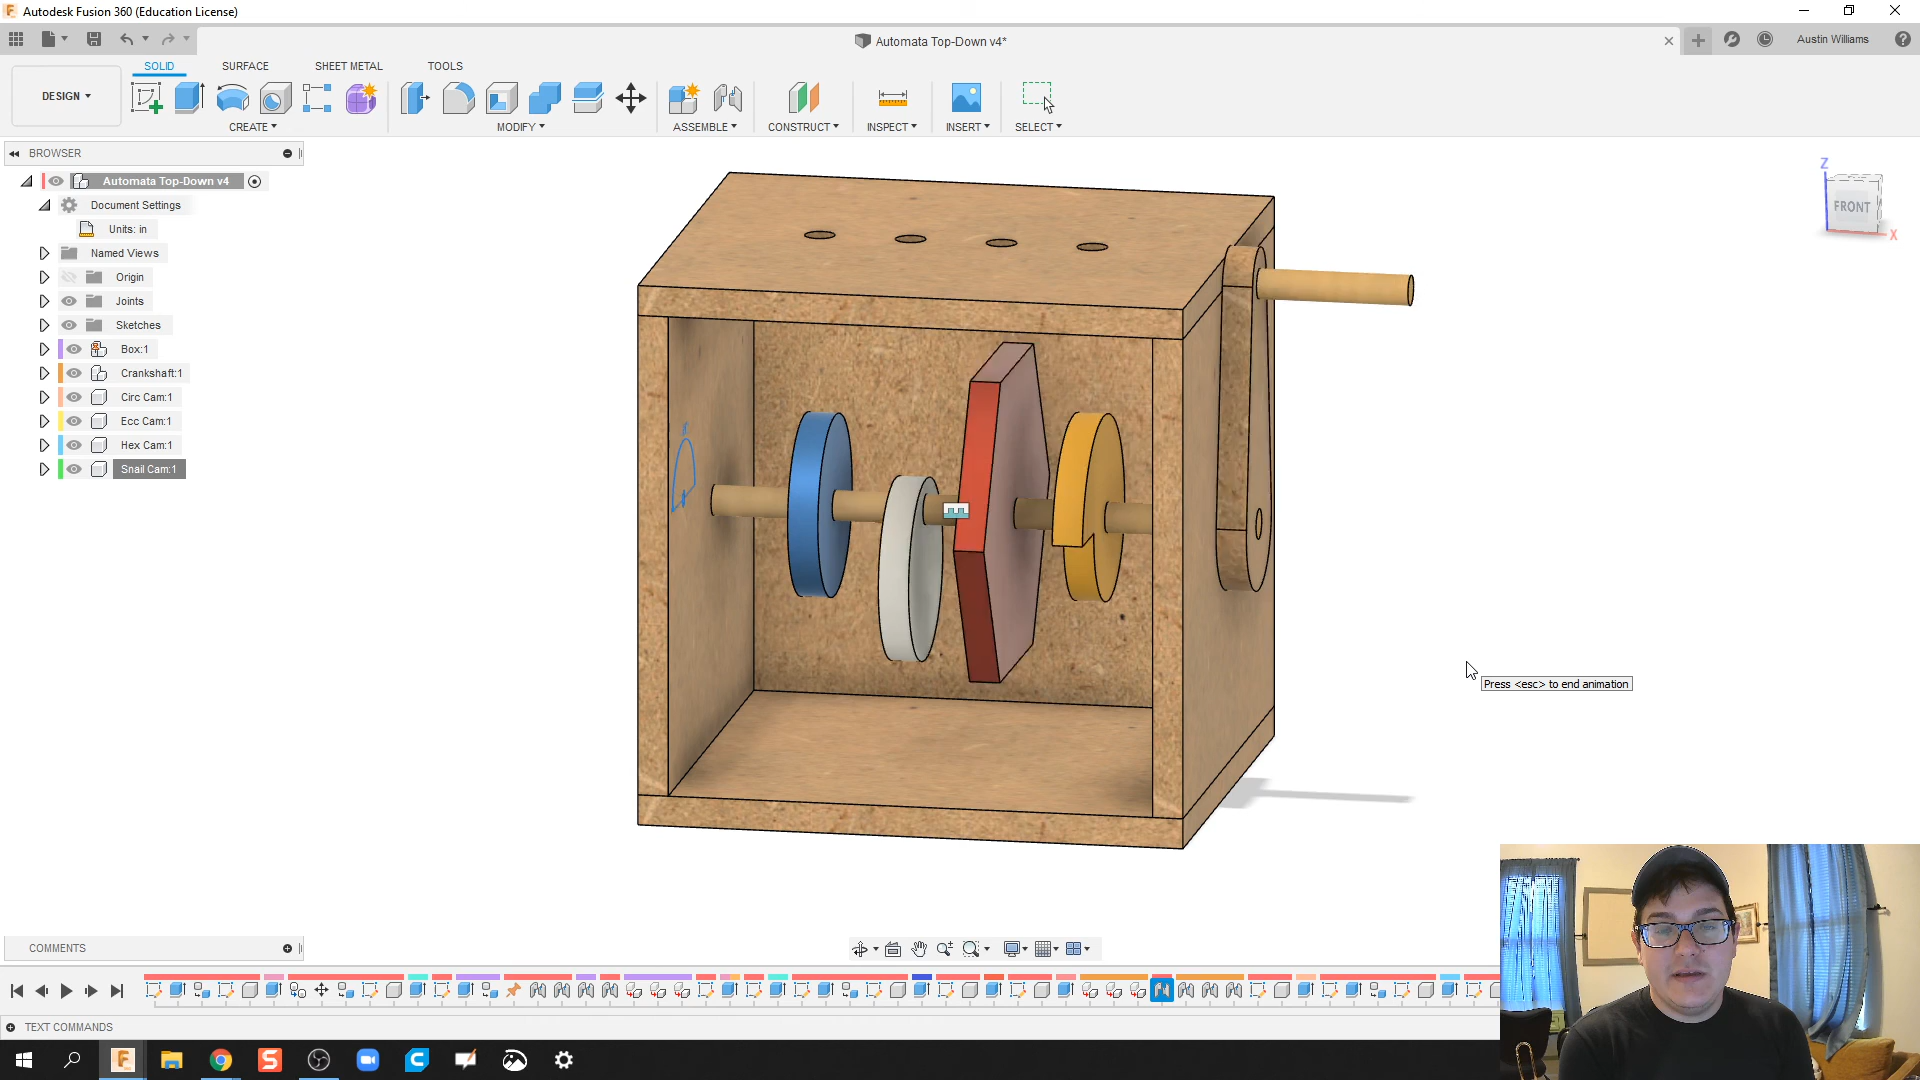 Autodesk Fusion 360 (Education License)
Automata Top-Down v4*
Austin Williams
DESIGN
SOLID
SURFACE
SHEET METAL
TOOLS
CREATE
MODIFY
ASSEMBLE
CONSTRUCT
INSPECT
INSERT
SELECT
BROWSER
Automata Top-Down v4
Document Settings
Units: in
Named Views
Origin
Joints
Sketches
Box:1
Crankshaft:1
Circ Cam:1
Ecc Cam:1
Hex Cam:1
Snail Cam:1
Z
FRONT
X
Press <esc> to end animation
COMMENTS
TEXT COMMANDS